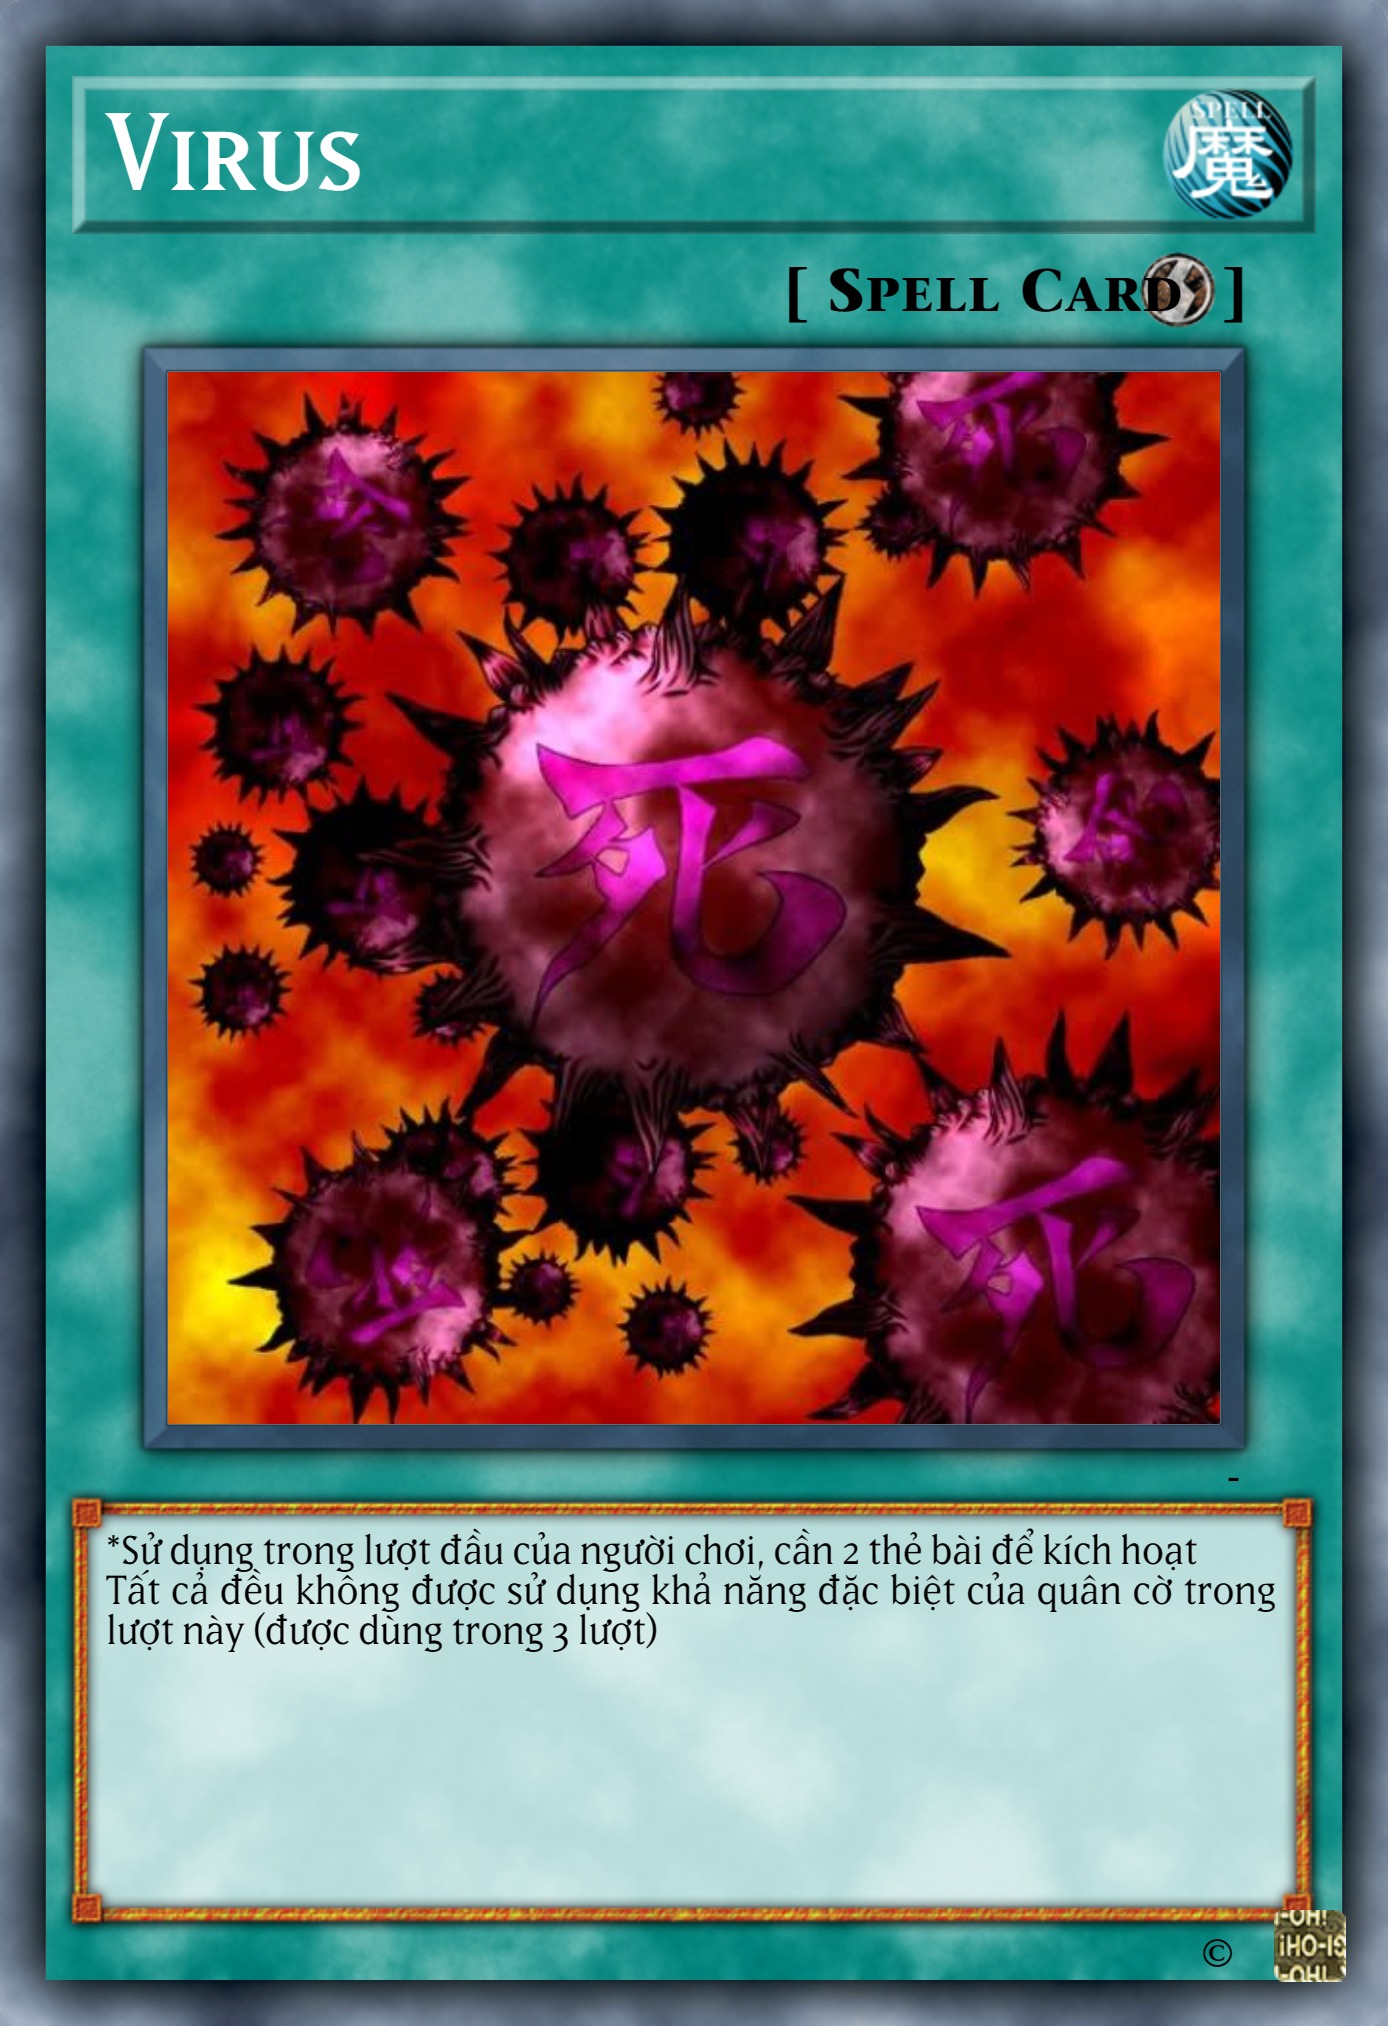 Virus
SPELL
魔
[ Spell Card ]
死
死
死
-
*Sử dụng trong lượt đầu của người chơi, cần 2 thẻ bài để kích hoạt
Tất cả đều không được sử dụng khả năng đặc biệt của quân cờ trong
lượt này (được dùng trong 3 lượt)
©
-OH!